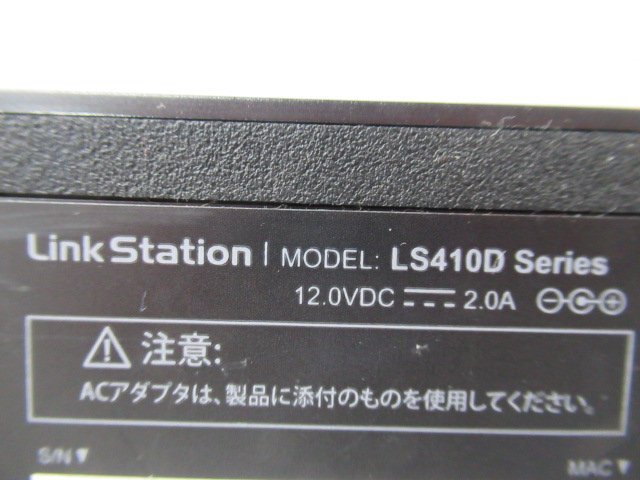 LinkStation | MODEL: LS410D Series
12.0VDC ⎓ 2.0A
⚠ 注意:
ACアダプタは、製品に添付のものを使用してください。
S/N▼ MAC▼